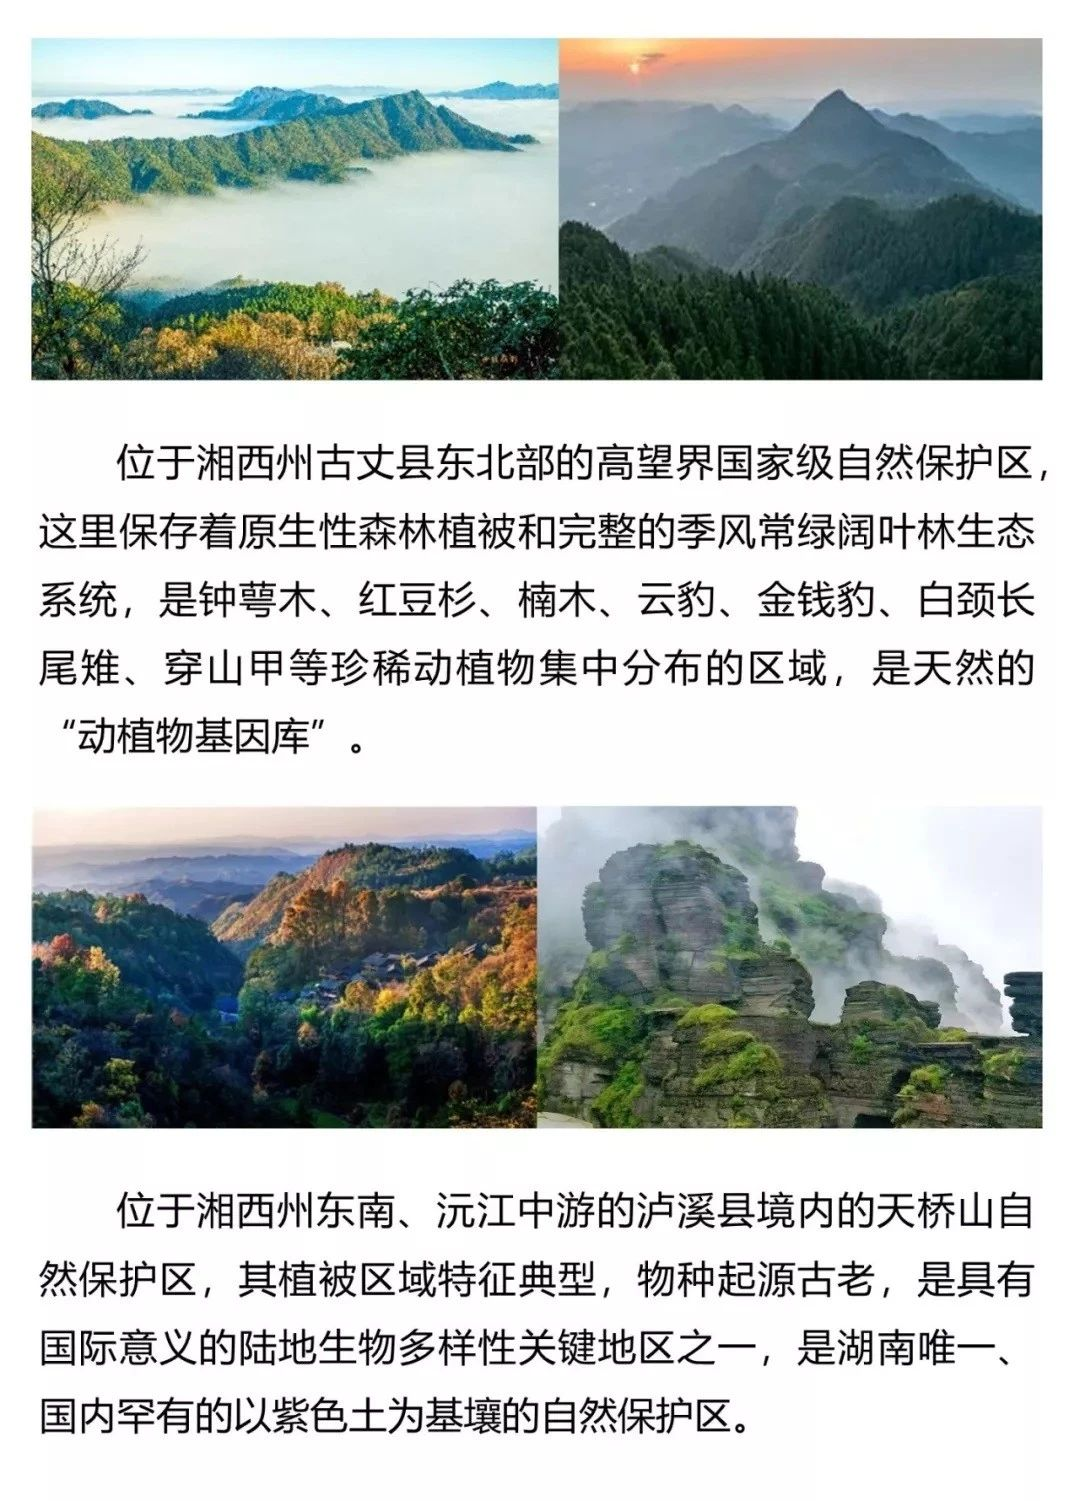 位于湘西州古丈县东北部的高望界国家级自然保护区，
这里保存着原生性森林植被和完整的季风常绿阔叶林生态
系统，是钟萼木、红豆杉、楠木、云豹、金钱豹、白颈长
尾雉、穿山甲等珍稀动植物集中分布的区域，是天然的
“动植物基因库”。
位于湘西州东南、沅江中游的泸溪县境内的天桥山自
然保护区，其植被区域特征典型，物种起源古老，是具有
国际意义的陆地生物多样性关键地区之一，是湖南唯一、
国内罕有的以紫色土为基壤的自然保护区。